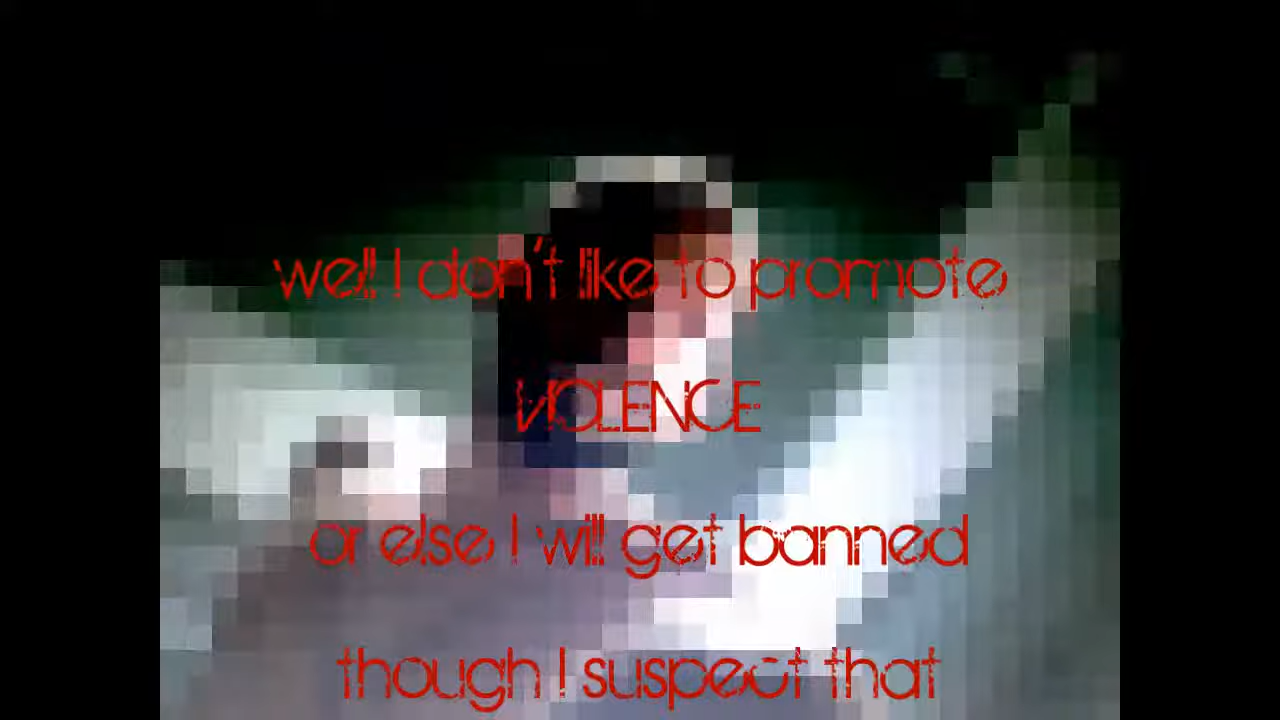 well I don't like to promote
VIOLENCE
or else I will get banned
though I suspect that